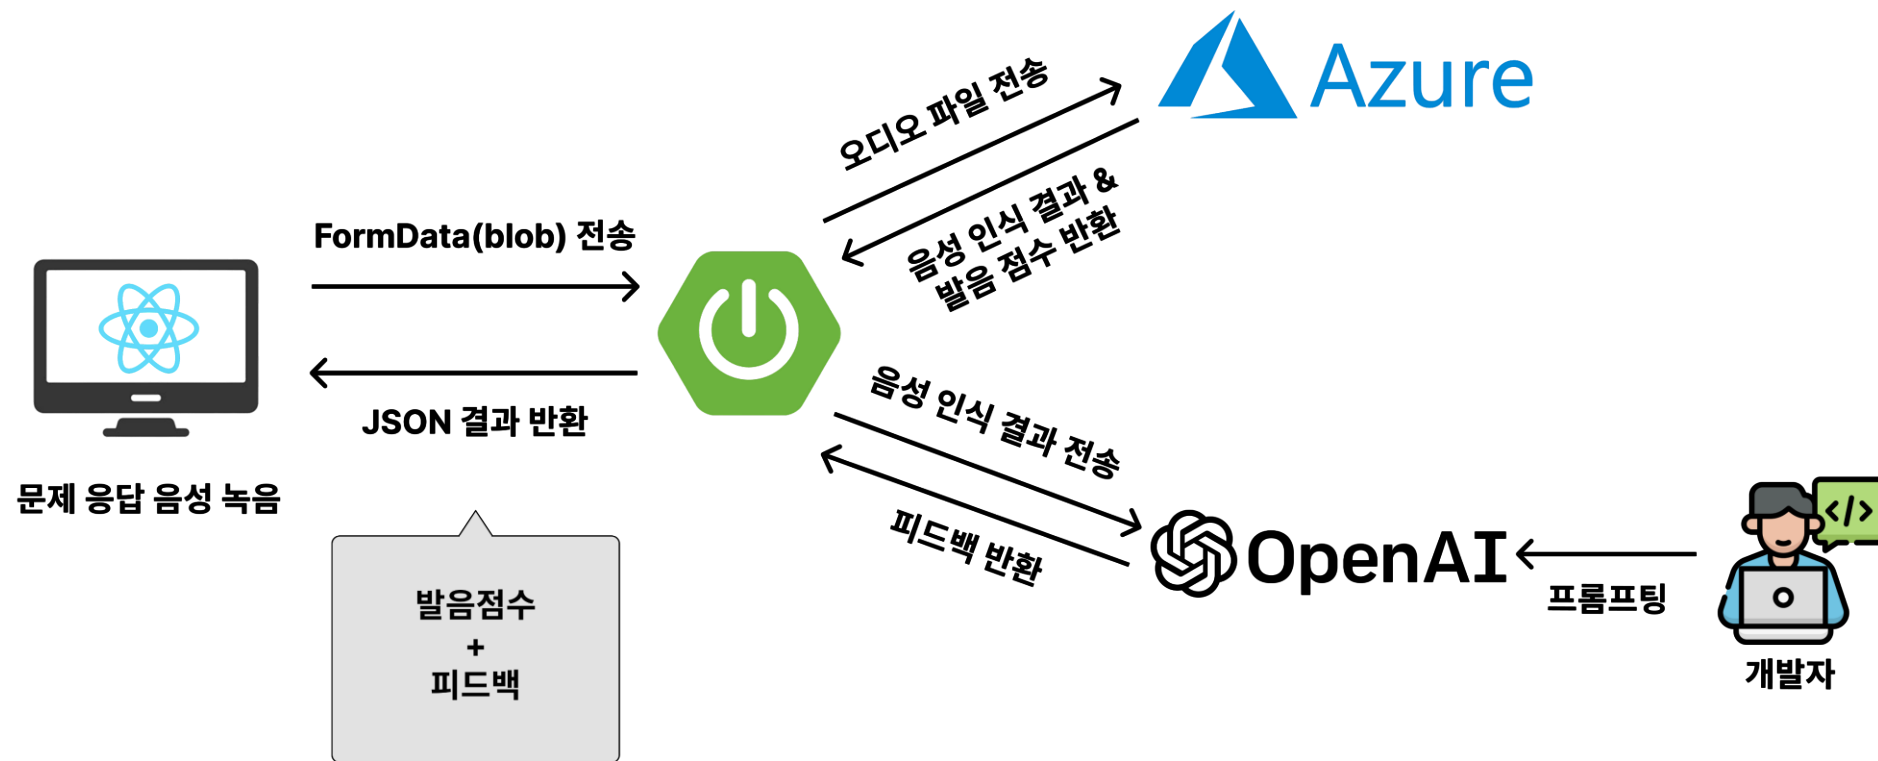 Azure
오디오 파일 전송
음성 인식 결과 &
발음 점수 반환
FormData(blob) 전송
JSON 결과 반환
문제 응답 음성 녹음
음성 인식 결과 전송
피드백 반환
OpenAI
</>
프롬프팅
개발자
발음점수
+
피드백